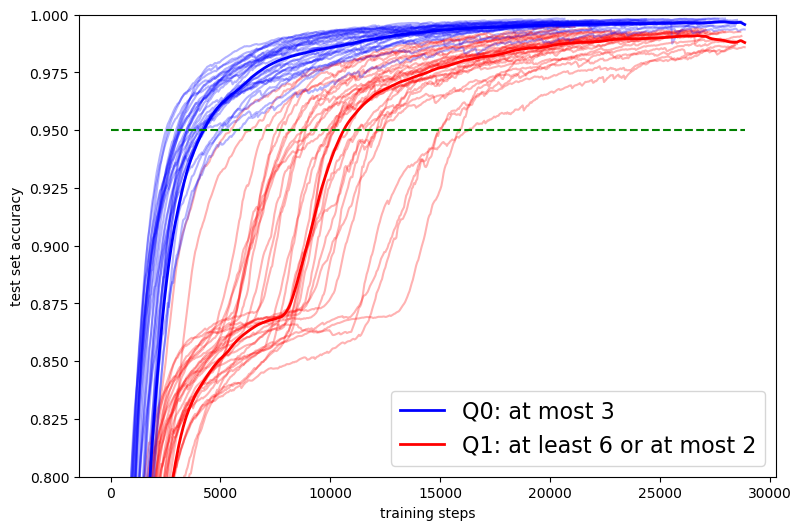 1.000
0.975
0.950
0.925
0.900
0.875
0.850
0.825
0.800
test set accuracy
0 5000 10000 15000 20000 25000 30000
training steps
Q0: at most 3
Q1: at least 6 or at most 2